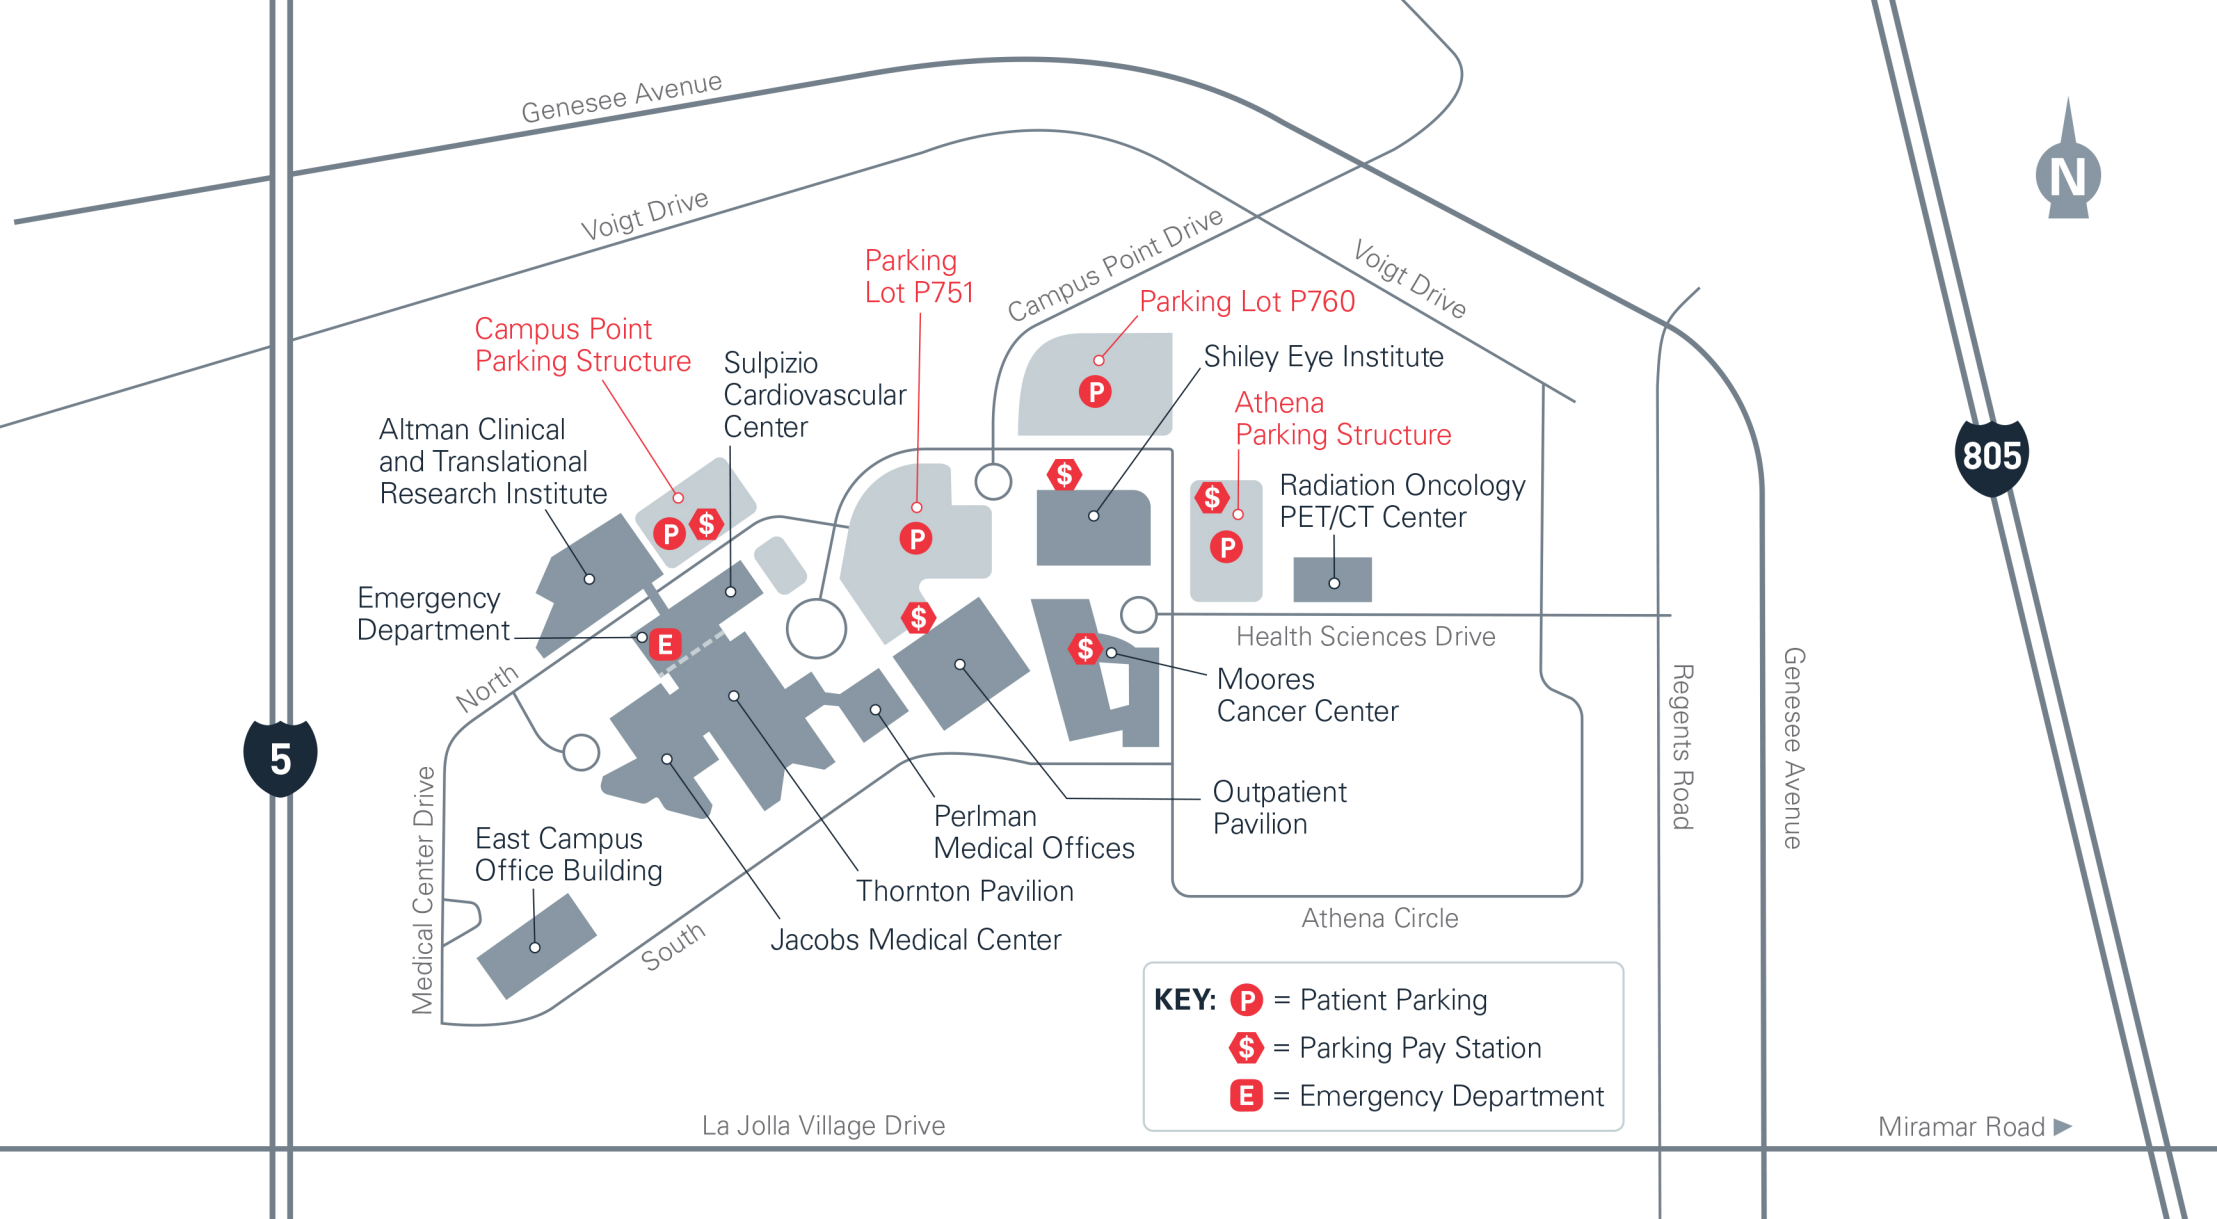 Genesee Avenue
Voigt Drive
N
Campus Point Drive
Voigt Drive
Parking
Lot P751
Parking Lot P760
Campus Point
Parking Structure
Sulpizio
Cardiovascular
Center
Shiley Eye Institute
P
Athena
Parking Structure
Altman Clinical
and Translational
Research Institute
805
$
Radiation Oncology
PET/CT Center
$
P
$
P
P
Emergency
Department
E
$
Health Sciences Drive
$
Moores
Cancer Center
North
Regents Road
Genesee Avenue
5
Outpatient
Pavilion
Perlman
Medical Offices
East Campus
Office Building
Medical Center Drive
Thornton Pavilion
Jacobs Medical Center
South
Athena Circle
KEY: P = Patient Parking
$ = Parking Pay Station
E = Emergency Department
La Jolla Village Drive
Miramar Road